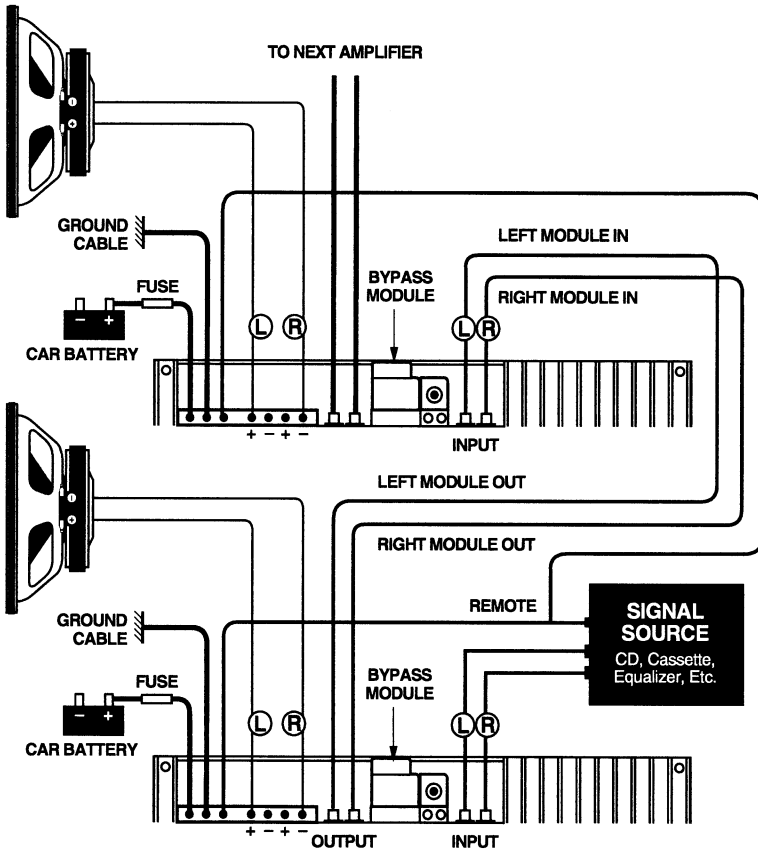 TO NEXT AMPLIFIER
− +
GROUND
CABLE
LEFT MODULE IN
BYPASS
MODULE
FUSE
RIGHT MODULE IN
− +
L R
L R
CAR BATTERY
+ − + −
INPUT
LEFT MODULE OUT
− +
RIGHT MODULE OUT
REMOTE
SIGNAL
SOURCE
CD, Cassette,
Equalizer, Etc.
GROUND
CABLE
BYPASS
MODULE
FUSE
− +
L R
L R
CAR BATTERY
+ − + −
OUTPUT
INPUT